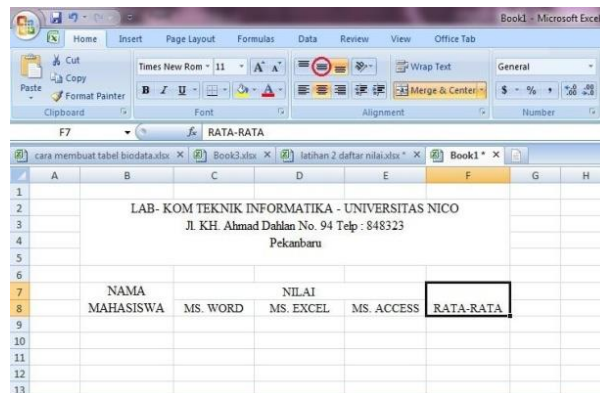 Book1 - Microsoft Excel
Home Insert Page Layout Formulas Data Review View Office Tab
Cut
Copy
Format Painter
Paste
Times New Rom 11 A A
B I U A
Wrap Text
Merge & Center
General
$ % , .00 .0
Clipboard Font Alignment Number
F7 fx RATA-RATA
cara membuat tabel biodata.xlsx Book3.xlsx latihan 2 daftar nilai.xlsx * Book1 *
A B C D E F G H
1
2 LAB- KOM TEKNIK INFORMATIKA - UNIVERSITAS NICO
3 Jl. KH. Ahmad Dahlan No. 94 Telp : 848323
4 Pekanbaru
5
6
7 NAMA NILAI
8 MAHASISWA MS. WORD MS. EXCEL MS. ACCESS RATA-RATA
9
10
11
12
13